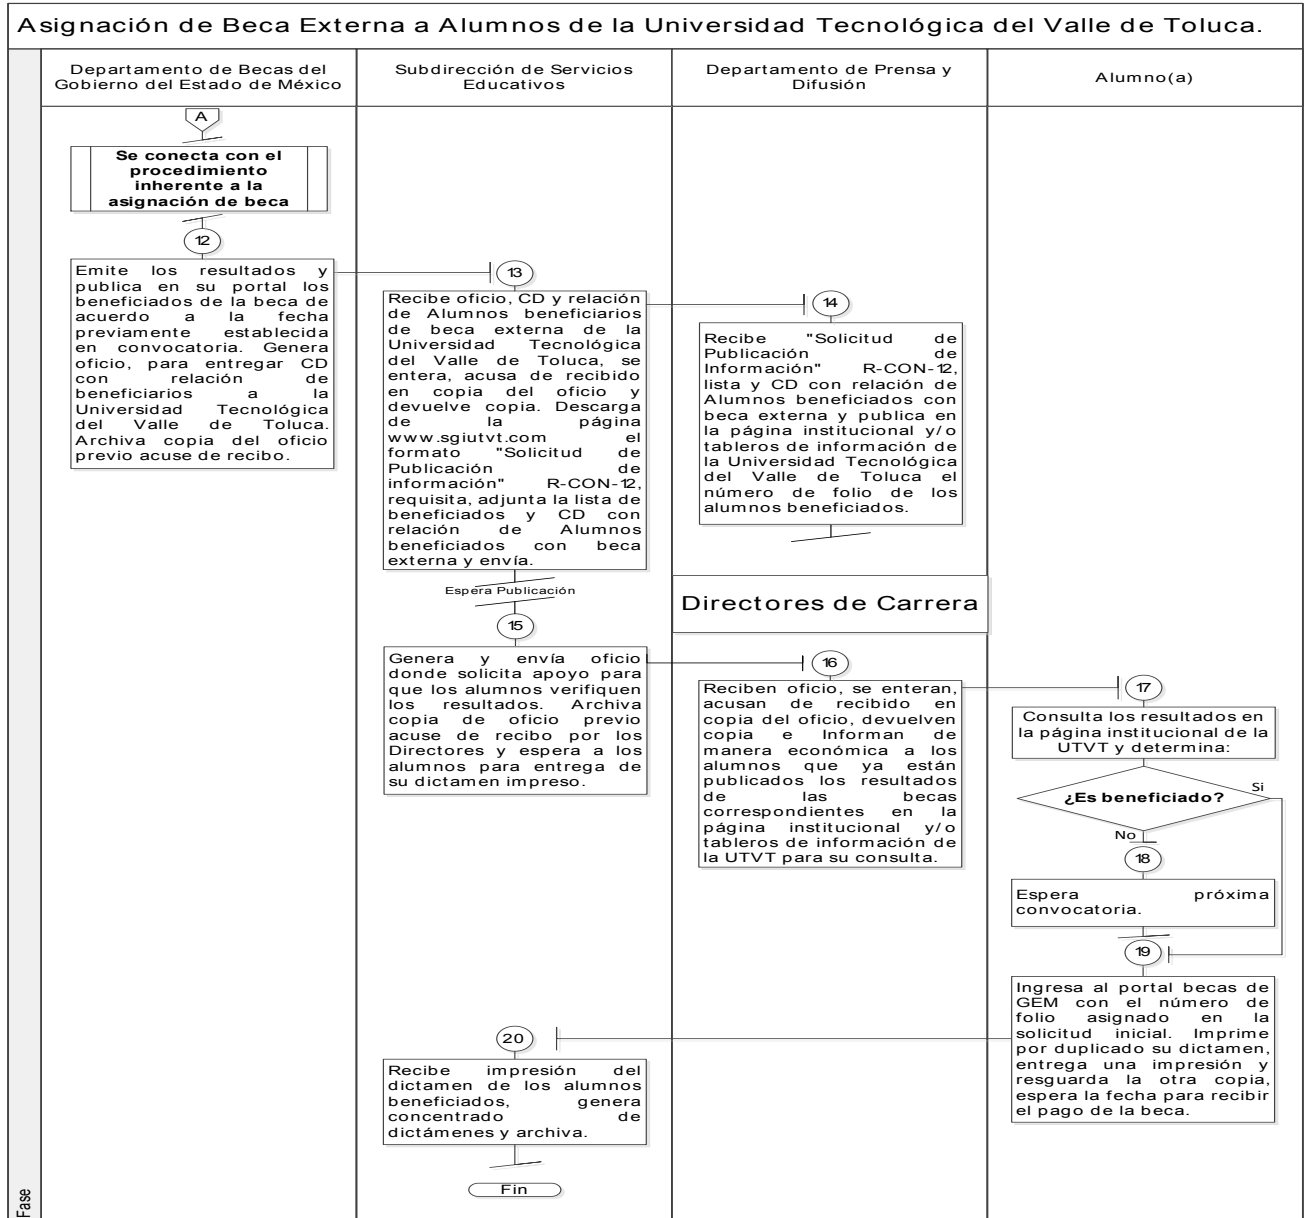 Asignación de Beca Externa a Alumnos de la Universidad Tecnológica del Valle de Toluca.
Departamento de Becas del
Gobierno del Estado de México
Subdirección de Servicios
Educativos
Departamento de Prensa y
Difusión
Alumno(a)
A
Se conecta con el
procedimiento
inherente a la
asignación de beca
12
Emite los resultados y
publica en su portal los
beneficiados de la beca de
acuerdo a la fecha
previamente establecida
en convocatoria. Genera
oficio, para entregar CD
con relación de
beneficiarios a la
Universidad Tecnológica
del Valle de Toluca.
Archiva copia del oficio
previo acuse de recibo.
13
Recibe oficio, CD y relación
de Alumnos beneficiarios
de beca externa de la
Universidad Tecnológica
del Valle de Toluca, se
entera, acusa de recibido
en copia del oficio y
devuelve copia. Descarga
de la página
www.sgiutvt.com el
formato "Solicitud de
Publicación de
información" R-CON-12,
requisita, adjunta la lista de
beneficiados y CD con
relación de Alumnos
beneficiados con beca
externa y envía.
14
Recibe "Solicitud de
Publicación de
Información" R-CON-12,
lista y CD con relación de
Alumnos beneficiados con
beca externa y publica en
la página institucional y/o
tableros de información de
la Universidad Tecnológica
del Valle de Toluca el
número de folio de los
alumnos beneficiados.
Espera Publicación
Directores de Carrera
15
Genera y envía oficio
donde solicita apoyo para
que los alumnos verifiquen
los resultados. Archiva
copia de oficio previo
acuse de recibo por los
Directores y espera a los
alumnos para entrega de
su dictamen impreso.
16
Reciben oficio, se enteran,
acusan de recibido en
copia del oficio, devuelven
copia e Informan de
manera económica a los
alumnos que ya están
publicados los resultados
de las becas
correspondientes en la
página institucional y/o
tableros de información de
la UTVT para su consulta.
17
Consulta los resultados en
la página institucional de la
UTVT y determina:
¿Es beneficiado?
Si
No
18
Espera próxima
convocatoria.
19
Ingresa al portal becas de
GEM con el número de
folio asignado en la
solicitud inicial. Imprime
por duplicado su dictamen,
entrega una impresión y
resguarda la otra copia,
espera la fecha para recibir
el pago de la beca.
20
Recibe impresión del
dictamen de los alumnos
beneficiados, genera
concentrado de
dictámenes y archiva.
Fin
Fase